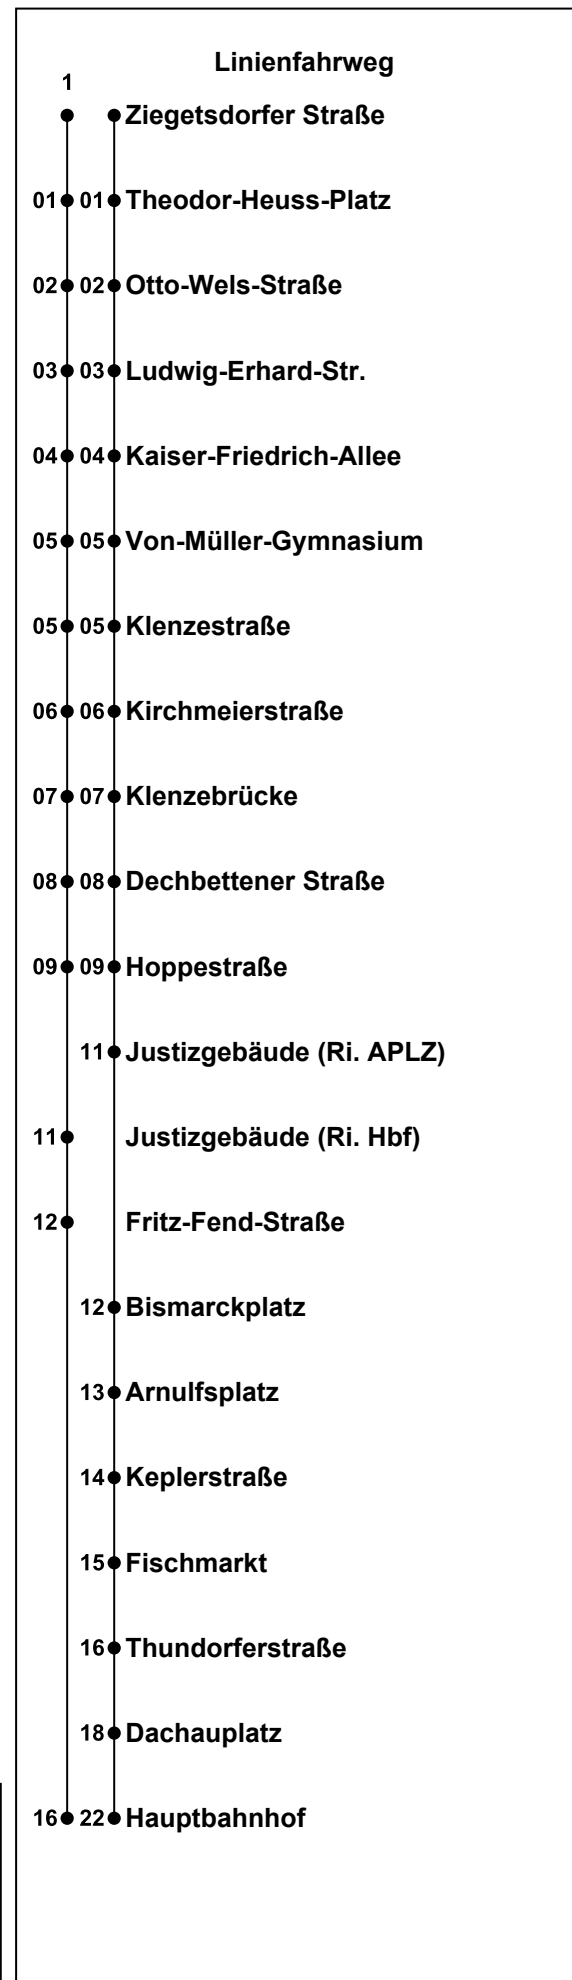 Linienfahrweg
1
Ziegetsdorfer Straße
01 01 Theodor-Heuss-Platz
02 02 Otto-Wels-Straße
03 03 Ludwig-Erhard-Str.
04 04 Kaiser-Friedrich-Allee
05 05 Von-Müller-Gymnasium
05 05 Klenzestraße
06 06 Kirchmeierstraße
07 07 Klenzebrücke
08 08 Dechbettener Straße
09 09 Hoppestraße
11 Justizgebäude (Ri. APLZ)
11 Justizgebäude (Ri. Hbf)
12 Fritz-Fend-Straße
12 Bismarckplatz
13 Arnulfsplatz
14 Keplerstraße
15 Fischmarkt
16 Thundorferstraße
18 Dachauplatz
16 22 Hauptbahnhof